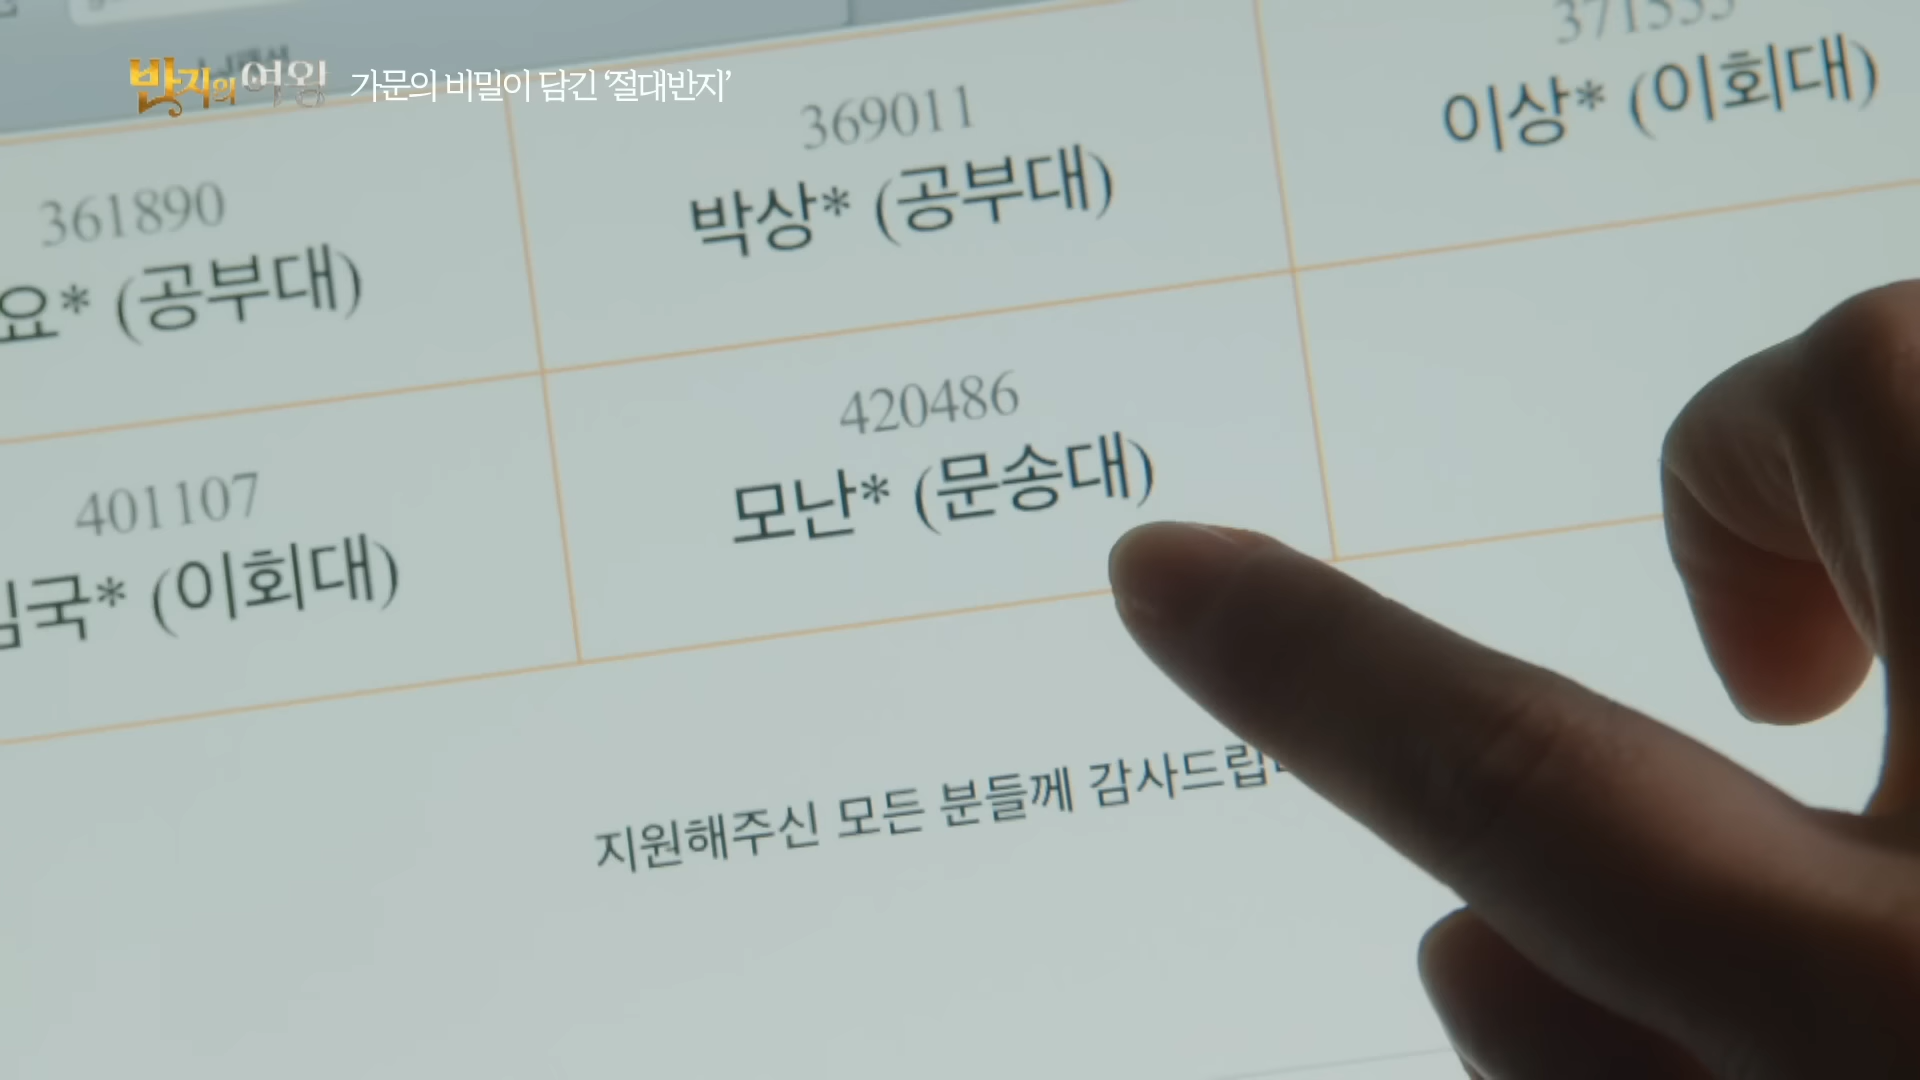 반지의 여왕 가문의 비밀이 담긴 ‘절대반지’
361890
요* (공부대)
369011
박상* (공부대)
이상* (이회대)
401107
국* (이회대)
420486
모난* (문송대)
지원해주신 모든 분들께 감사드립